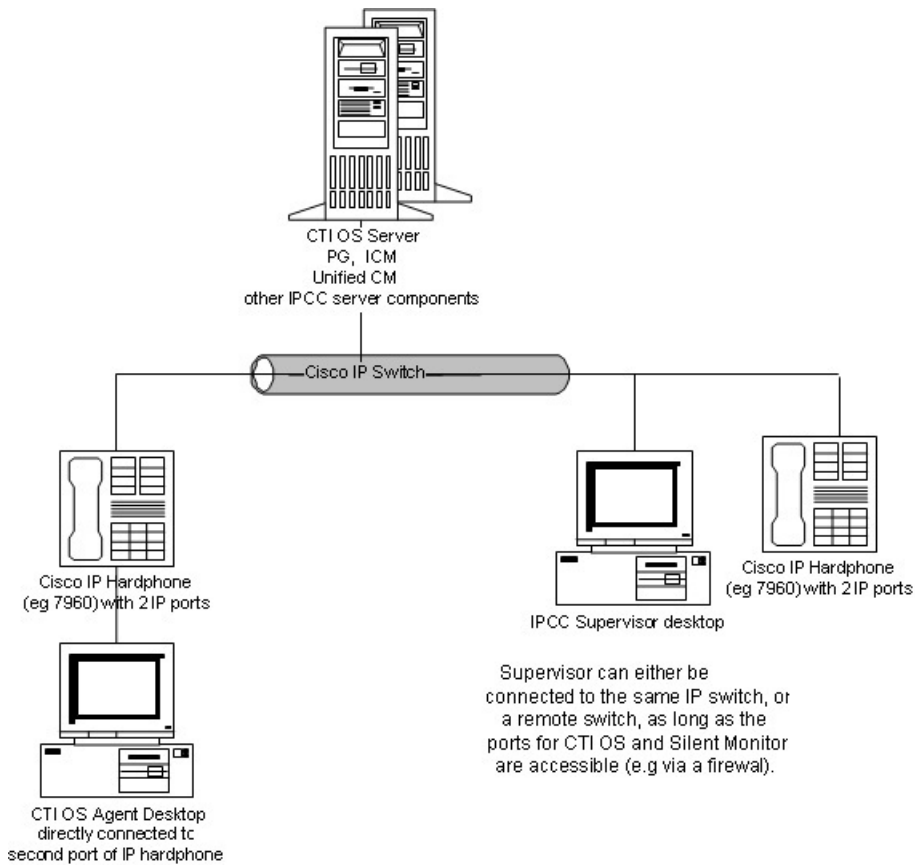 CTI OS Server
PG, ICM
Unified CM
other IPCC server components
Cisco IP Switch
Cisco IP Hardphone
(eg 7960) with 2 IP ports
IPCC Supervisor desktop
Cisco IP Hardphone
(eg 7960) with 2 IP ports
Supervisor can either be
connected to the same IP switch, or
a remote switch, as long as the
ports for CTI OS and Silent Monitor
are accessible (e.g via a firewal).
CTI OS Agent Desktop
directly connected to
second port of IP hardphone